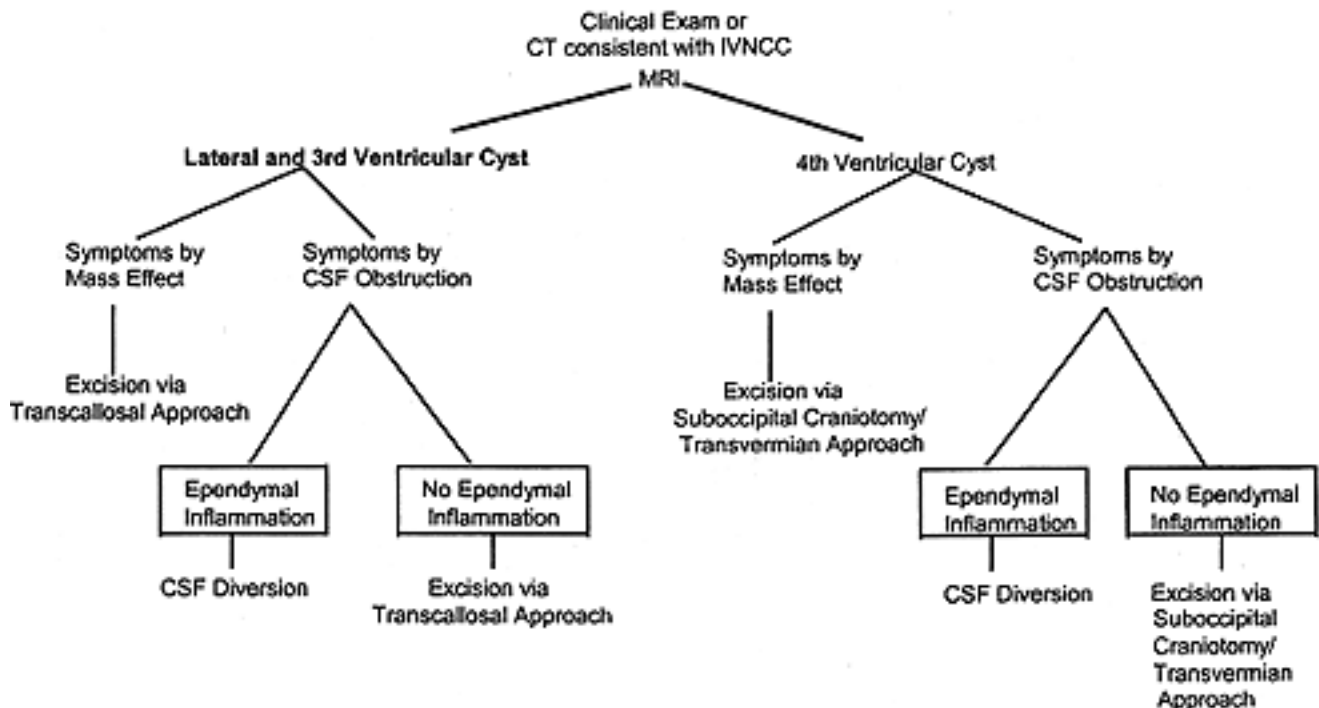 Clinical Exam or
CT consistent with IVNCC
MRI
Lateral and 3rd Ventricular Cyst
4th Ventricular Cyst
Symptoms by
Mass Effect
Symptoms by
CSF Obstruction
Symptoms by
Mass Effect
Symptoms by
CSF Obstruction
Excision via
Transcallosal Approach
Excision via
Suboccipital Craniotomy/
Transvermian Approach
Ependymal
Inflammation
No Ependymal
Inflammation
Ependymal
Inflammation
No Ependymal
Inflammation
CSF Diversion
Excision via
Transcallosal Approach
CSF Diversion
Excision via
Suboccipital
Craniotomy/
Transvermian
Approach